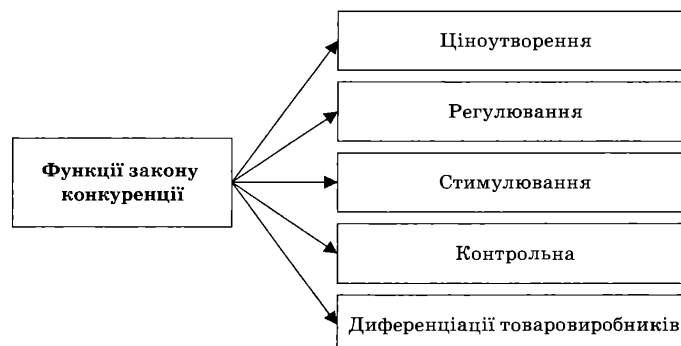 Функції закону
конкуренції
Ціноутворення
Регулювання
Стимулювання
Контрольна
Диференціації товаровиробників